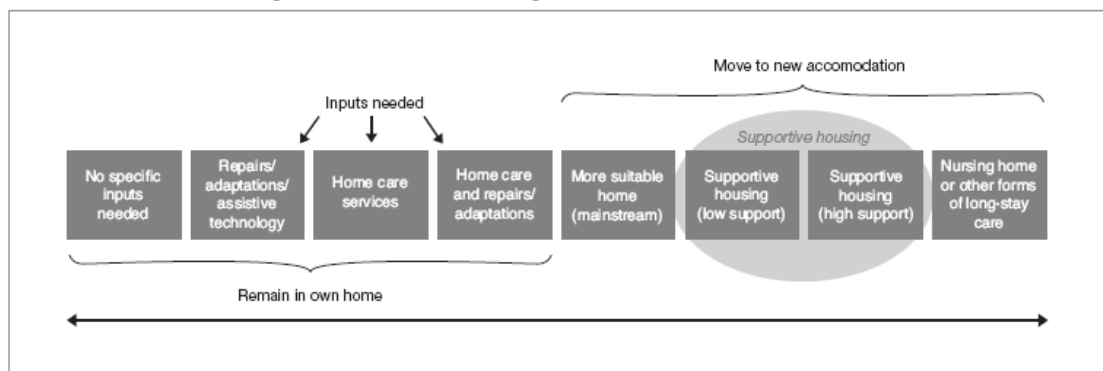 Move to new accomodation
Inputs needed
Supportive housing
No specific
inputs
needed
Repairs/
adaptations/
assistive
technology
Home care
services
Home care
and repairs/
adaptations
More suitable
home
(mainstream)
Supportive
housing
(low support)
Supportive
housing
(high support)
Nursing home
or other forms
of long-stay
care
Remain in own home